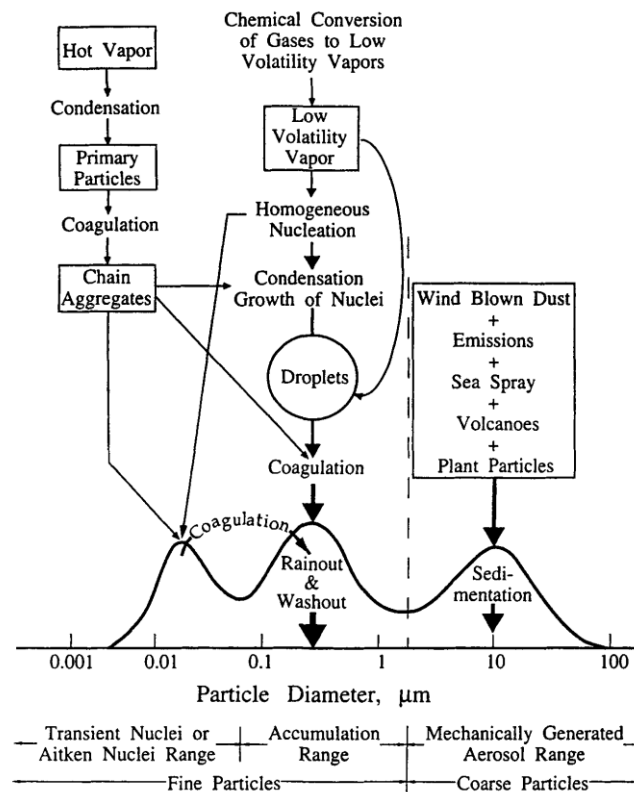 Hot Vapor
Condensation
Primary
Particles
Coagulation
Chain
Aggregates
Chemical Conversion
of Gases to Low
Volatility Vapors
Low
Volatility
Vapor
Homogeneous
Nucleation
Condensation
Growth of Nuclei
Droplets
Coagulation
Wind Blown Dust
+
Emissions
+
Sea Spray
+
Volcanoes
+
Plant Particles
Coagulation
Rainout
&
Washout
Sedi-
mentation
0.001 0.01 0.1 1 10 100
Particle Diameter, μm
Transient Nuclei or
Aitken Nuclei Range
Accumulation
Range
Mechanically Generated
Aerosol Range
Fine Particles
Coarse Particles